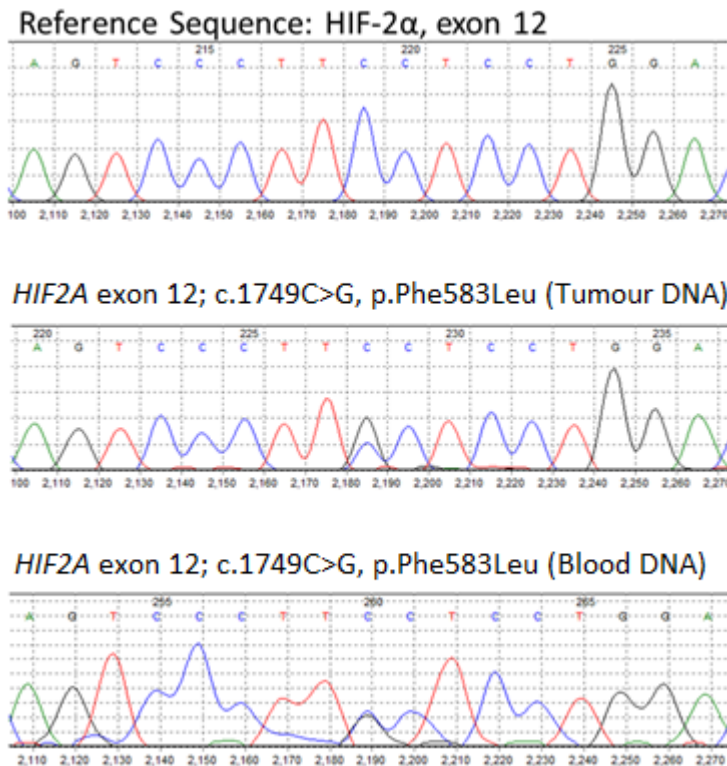 Reference Sequence: HIF-2α, exon 12
215 220 225
A G T C C C T T C C T C C T G G A
100 2,110 2,120 2,130 2,140 2,150 2,160 2,170 2,180 2,190 2,200 2,210 2,220 2,230 2,240 2,250 2,260 2,270
HIF2A exon 12; c.1749C>G, p.Phe583Leu (Tumour DNA)
220 225 230 235
A G T C C C T T C C T C C T G G A
100 2,110 2,120 2,130 2,140 2,150 2,160 2,170 2,180 2,190 2,200 2,210 2,220 2,230 2,240 2,250 2,260 2,270
HIF2A exon 12; c.1749C>G, p.Phe583Leu (Blood DNA)
255 260 265
A G T C C C T T C C T C C T G G A
2,110 2,120 2,130 2,140 2,150 2,160 2,170 2,180 2,190 2,200 2,210 2,220 2,230 2,240 2,250 2,260 2,270